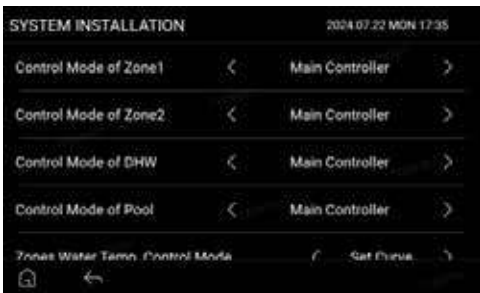 SYSTEM INSTALLATION 2024.07.22 MON 17:35
Control Mode of Zone1 Main Controller
Control Mode of Zone2 Main Controller
Control Mode of DHW Main Controller
Control Mode of Pool Main Controller
Zones Water Temp. Control Mode Set Curve